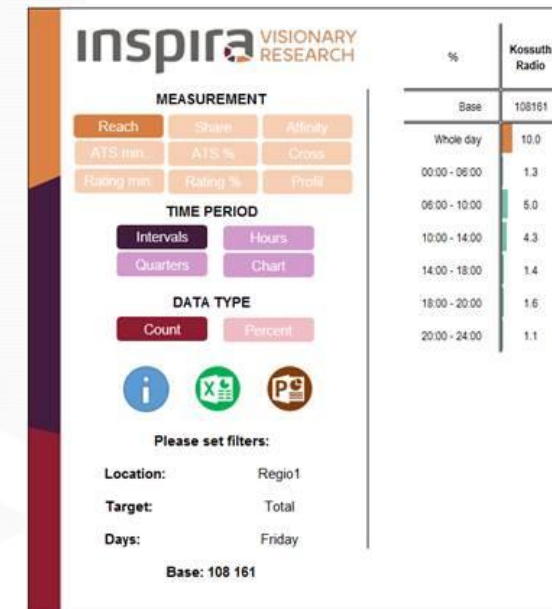 Inspira VISIONARY RESEARCH
MEASUREMENT
Reach Share Affinity
ATS min. ATS % Cross
Rating min. Rating % Profil
TIME PERIOD
Intervals Hours
Quarters Chart
DATA TYPE
Count Percent
Please set filters:
Location: Regio1
Target: Total
Days: Friday
Base: 108 161
% Kossuth Radio
Base 108161
Whole day 10.0
00:00 - 06:00 1.3
06:00 - 10:00 5.0
10:00 - 14:00 4.3
14:00 - 18:00 1.4
18:00 - 20:00 1.6
20:00 - 24:00 1.1